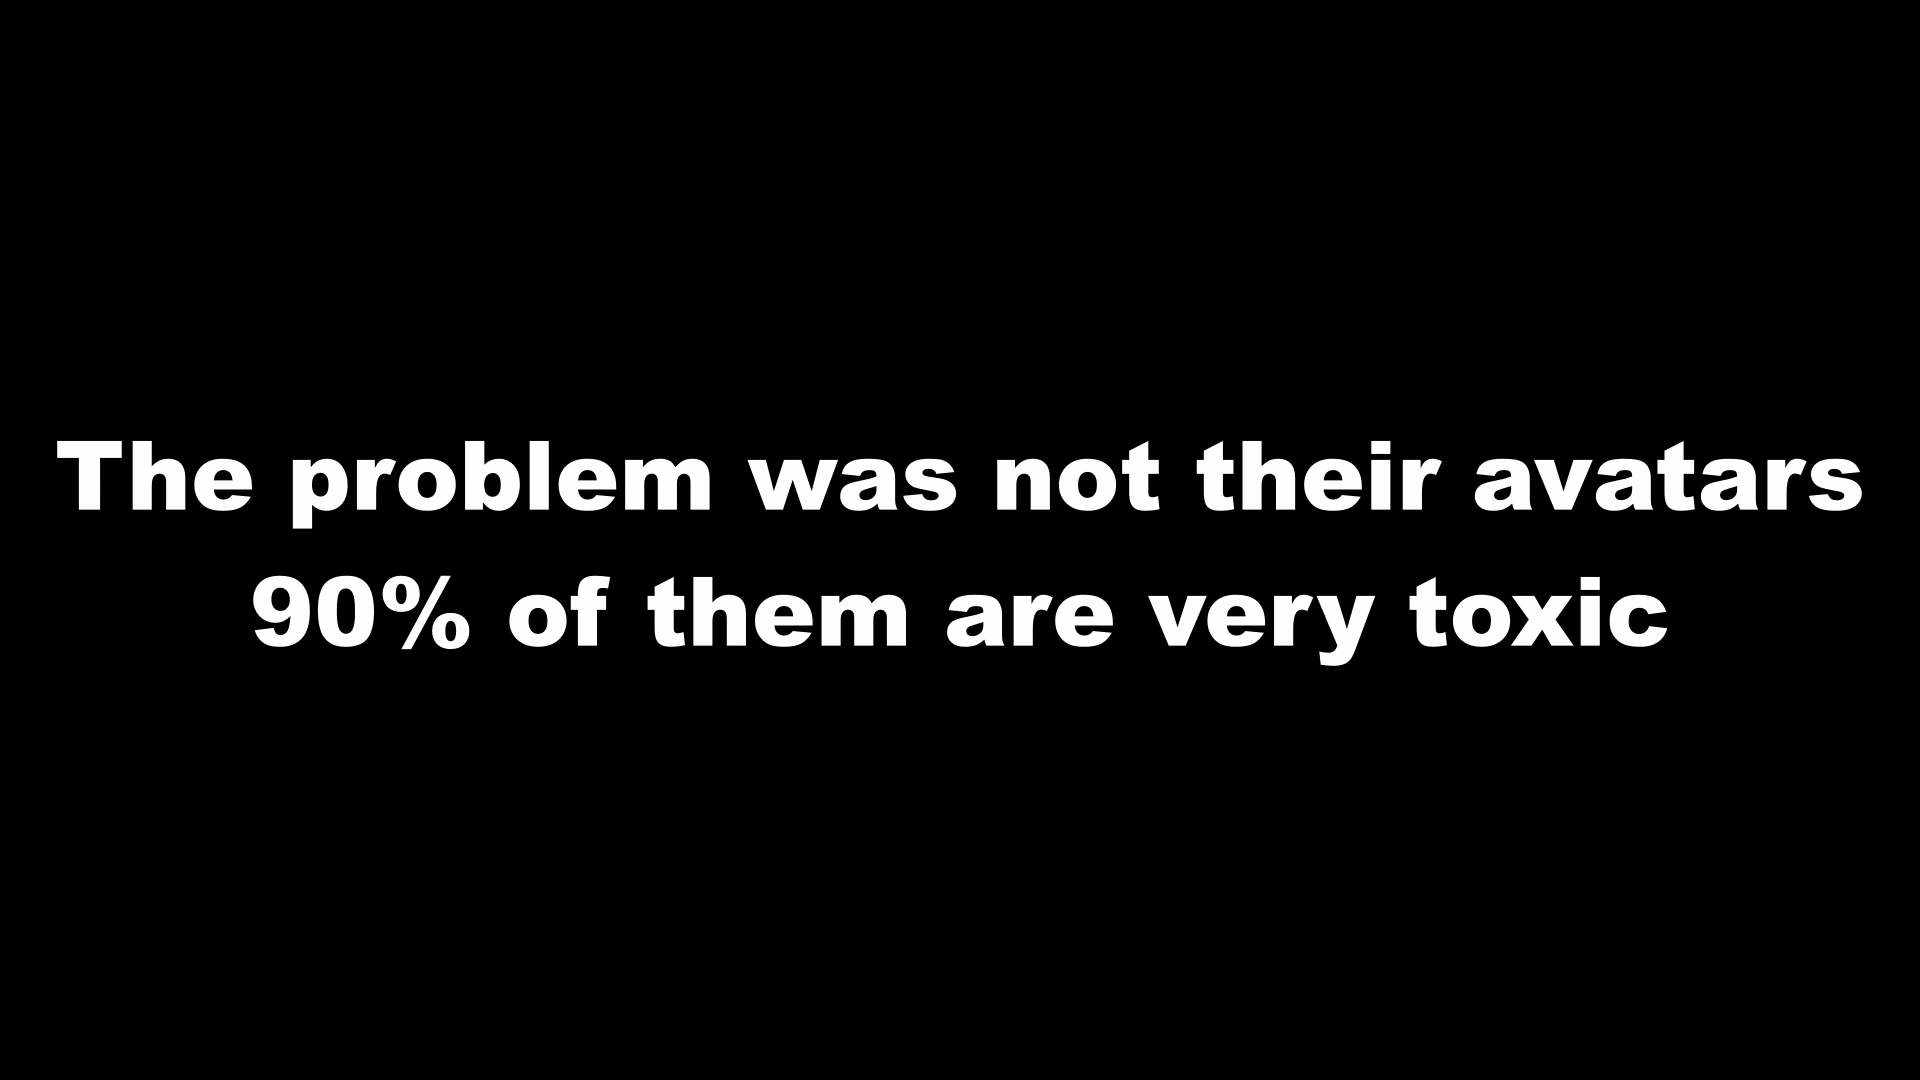 The problem was not their avatars
90% of them are very toxic